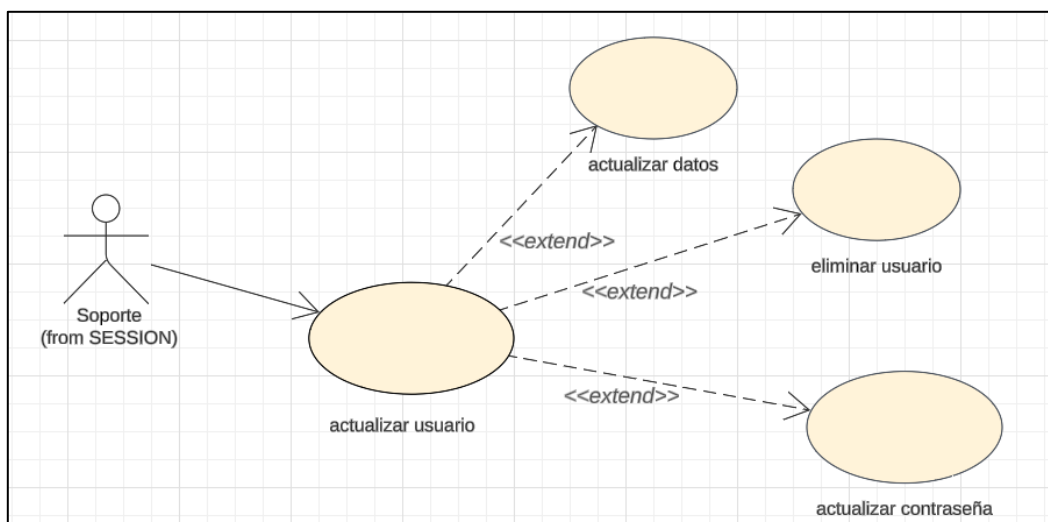 actualizar datos
<<extend>>
eliminar usuario
<<extend>>
Soporte
(from SESSION)
<<extend>>
actualizar usuario
actualizar contraseña